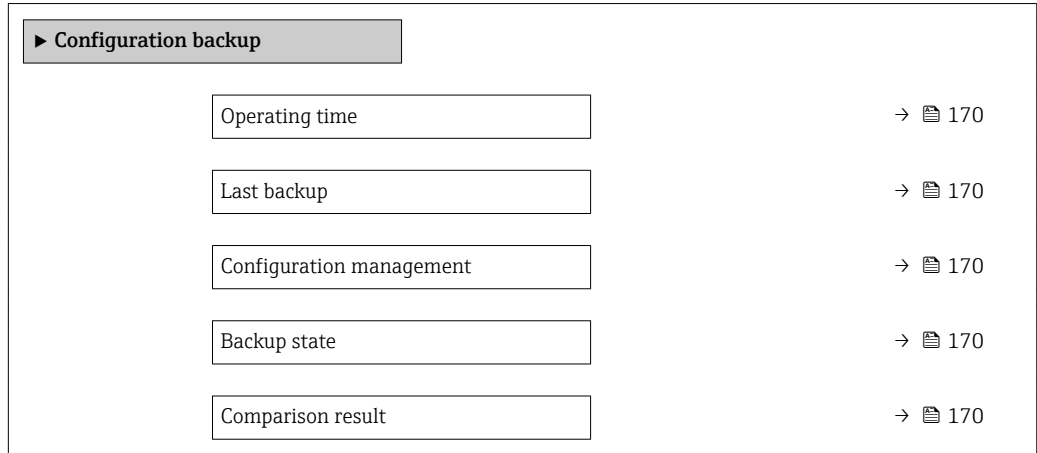 ► Configuration backup
Operating time → 170
Last backup → 170
Configuration management → 170
Backup state → 170
Comparison result → 170